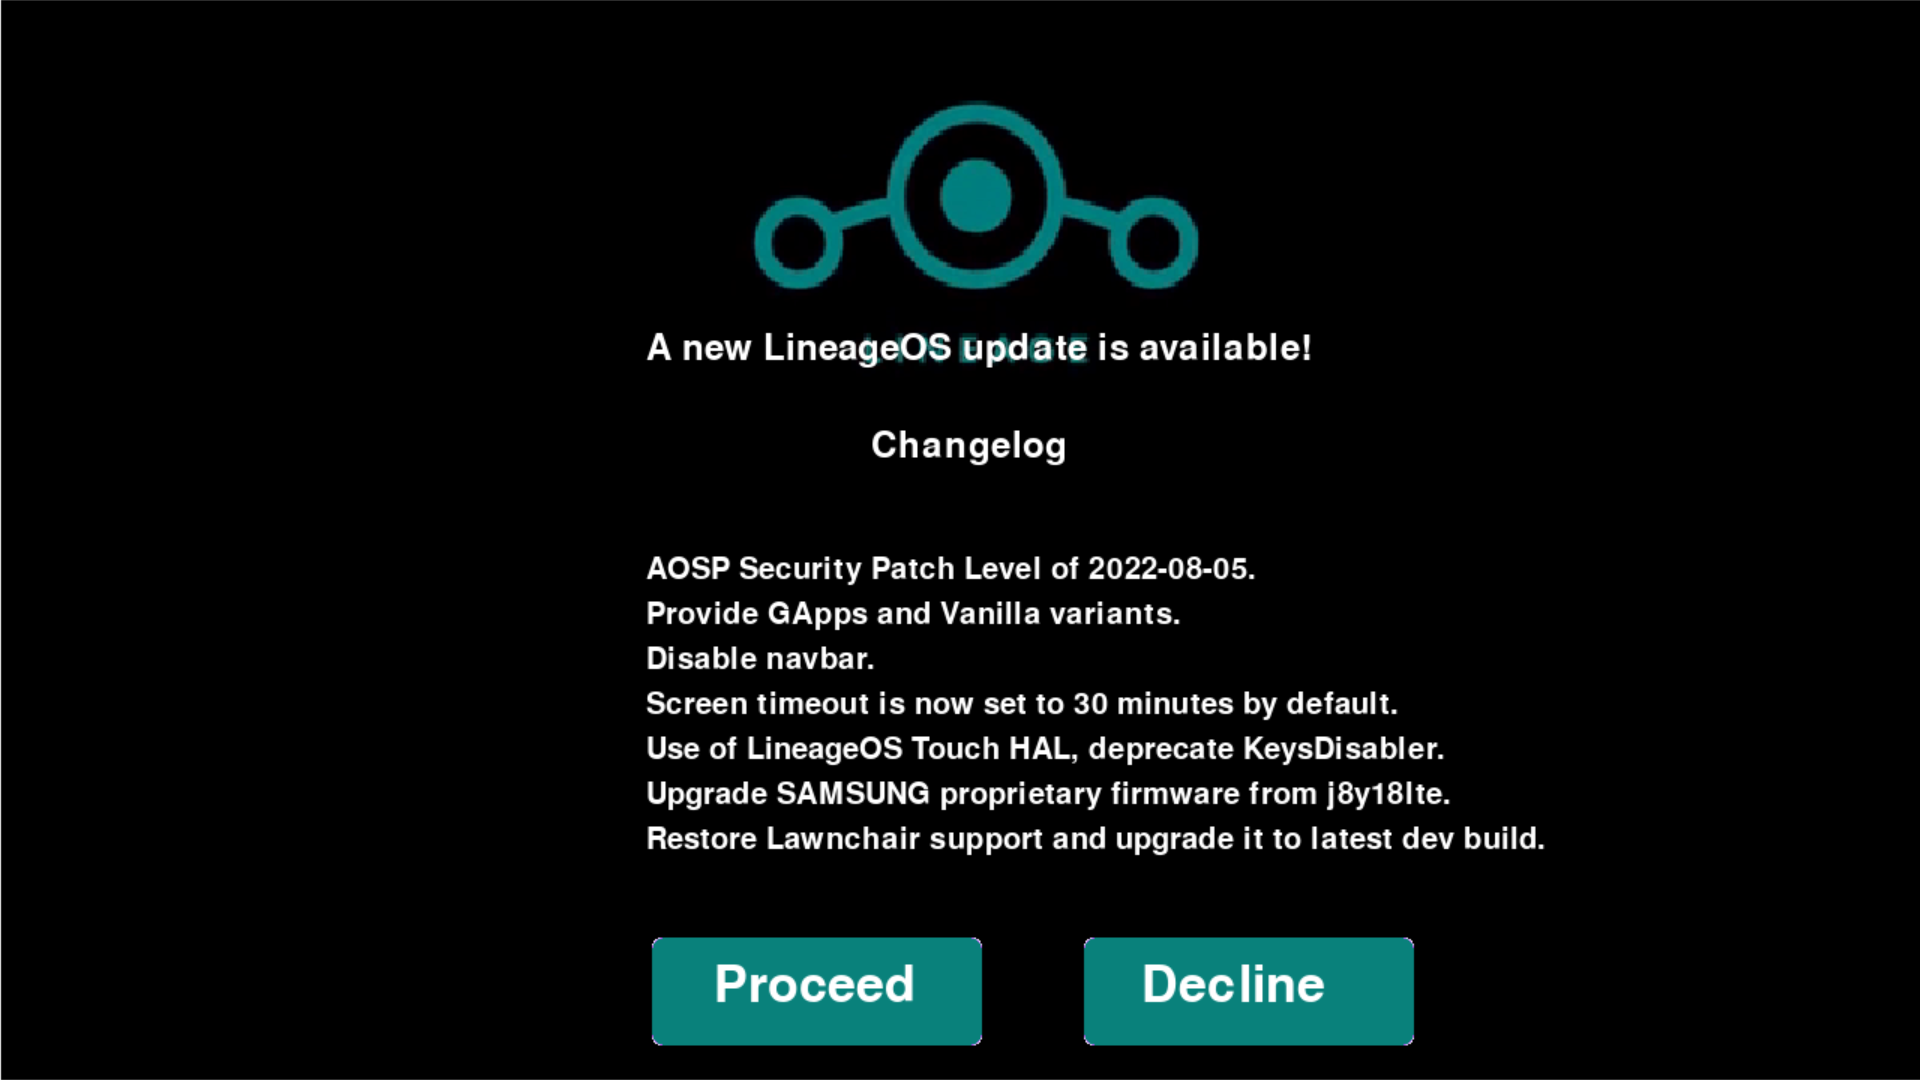 A new LineageOS update is available!
Changelog
AOSP Security Patch Level of 2022-08-05.
Provide GApps and Vanilla variants.
Disable navbar.
Screen timeout is now set to 30 minutes by default.
Use of LineageOS Touch HAL, deprecate KeysDisabler.
Upgrade SAMSUNG proprietary firmware from j8y18lte.
Restore Lawnchair support and upgrade it to latest dev build.
Proceed
Decline